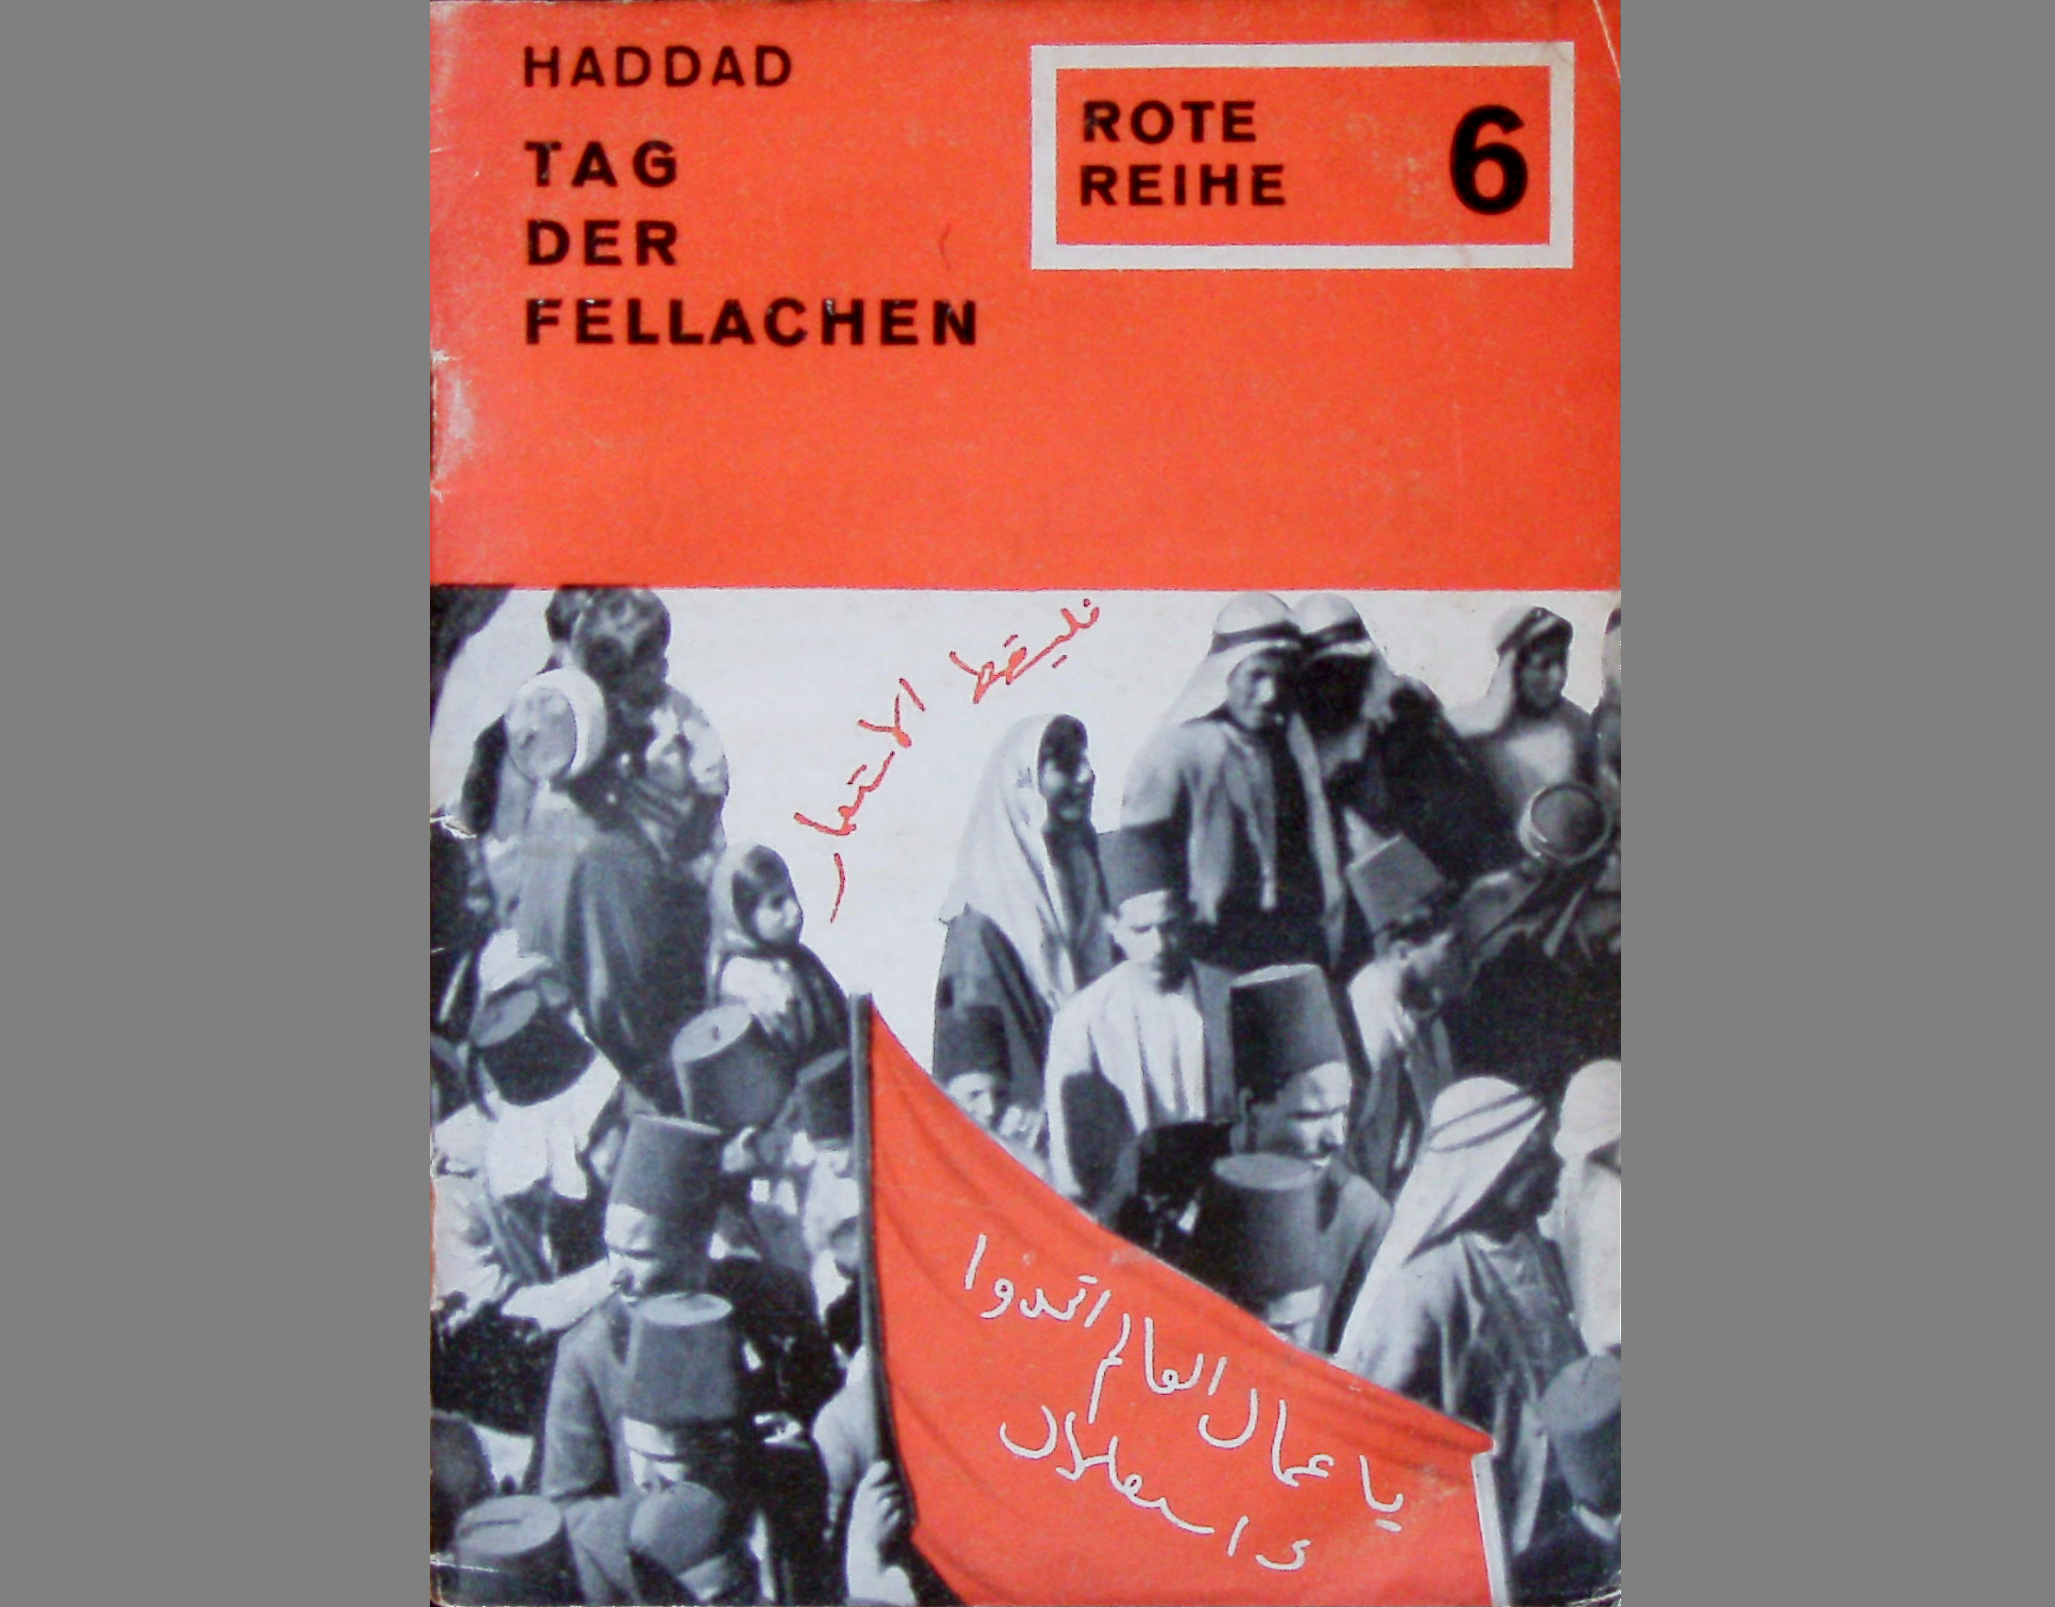 HADDAD
TAG
DER
FELLACHEN
ROTE
REIHE
6
فليسقط الاستعمار
يا عمال العالم اتحدوا